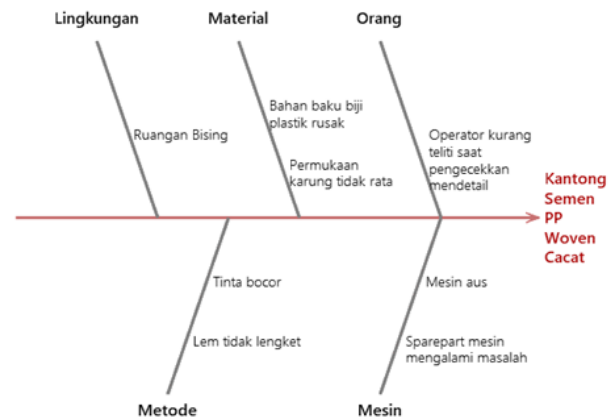 Lingkungan
Material
Orang
Ruangan Bising
Bahan baku biji
plastik rusak
Permukaan
karung tidak rata
Operator kurang
teliti saat
pengecekkan
mendetail
Kantong
Semen
PP
Woven
Cacat
Tinta bocor
Lem tidak lengket
Mesin aus
Sparepart mesin
mengalami masalah
Metode
Mesin